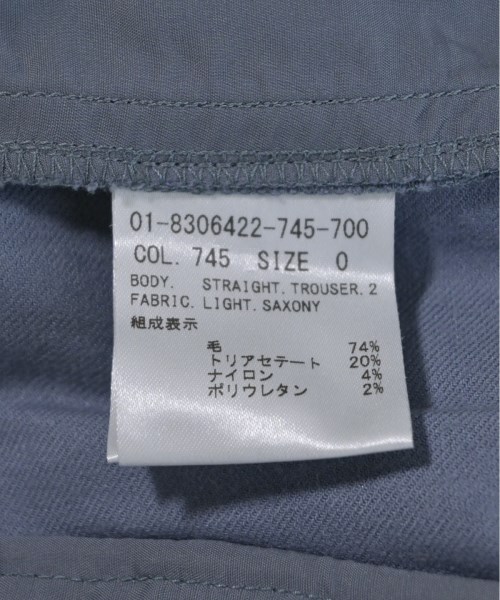 01-8306422-745-700
COL. 745 SIZE 0
BODY. STRAIGHT. TROUSER. 2
FABRIC. LIGHT. SAXONY
組成表示
毛 74%
トリアセテート 20%
ナイロン 4%
ポリウレタン 2%